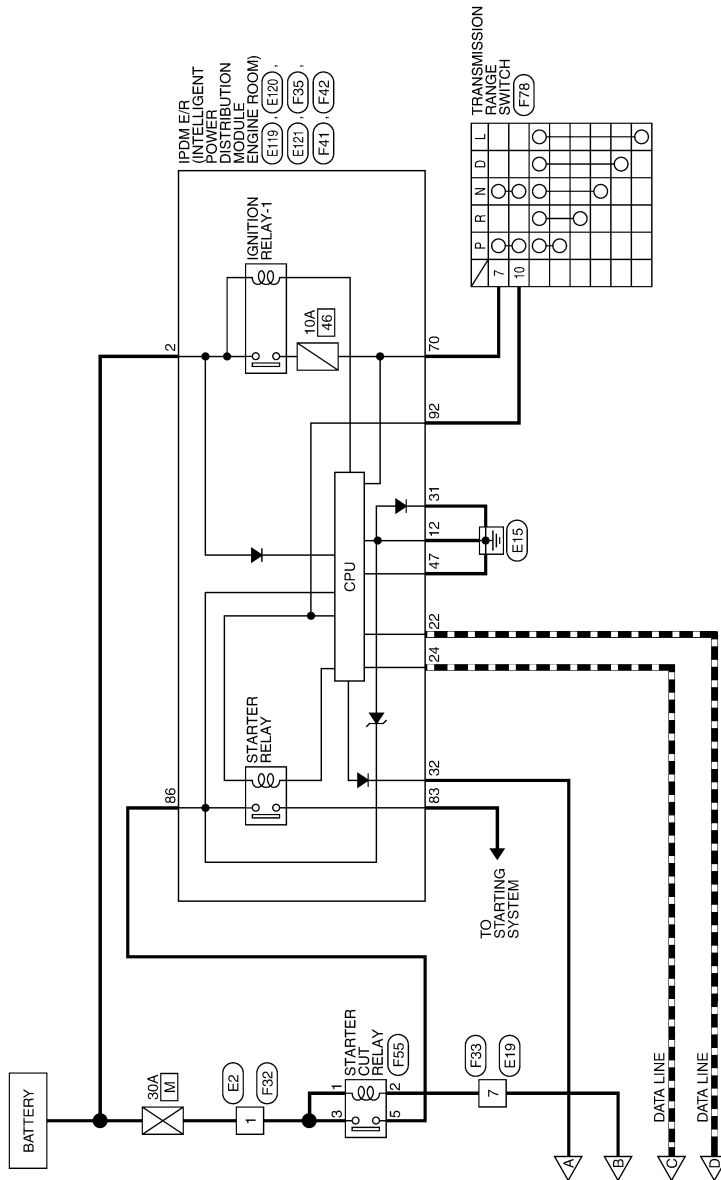 BATTERY
30A
M
E2
F32
1
1
3
STARTER
CUT
RELAY
F55
2
5
F33
E19
7
A
B
DATA LINE
C
DATA LINE
D
IPDM E/R
(INTELLIGENT
POWER
DISTRIBUTION
MODULE
ENGINE ROOM)
E119 , E120 ,
E121 , F35 ,
F41 , F42
86
2
STARTER
RELAY
IGNITION
RELAY-1
10A
46
CPU
83
32
24
22
47
12
31
92
70
TO
STARTING
SYSTEM
E15
TRANSMISSION
RANGE
SWITCH
F78
P
R
N
D
L
7
10